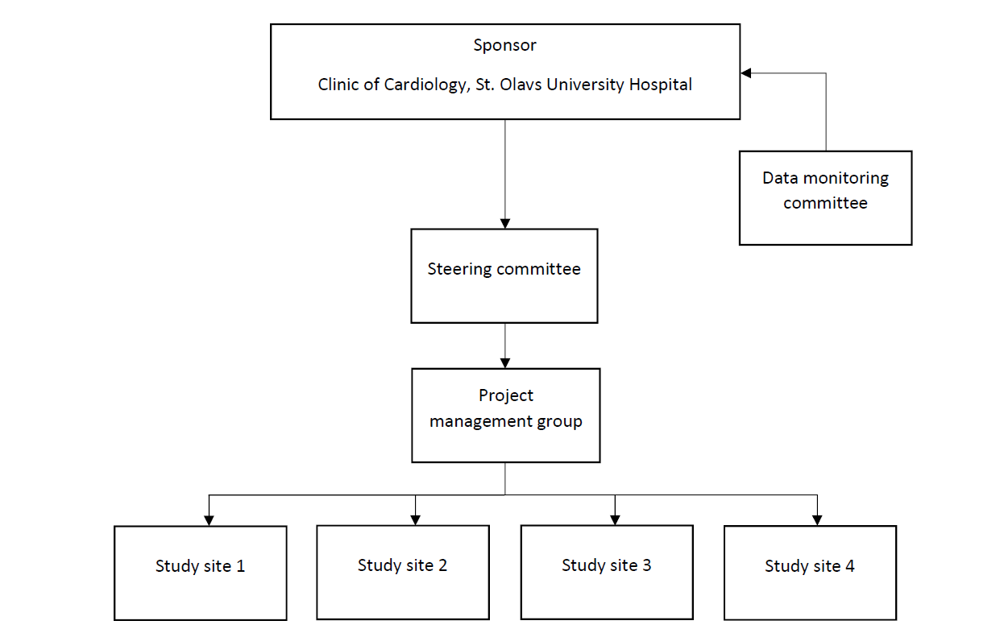 Sponsor
Clinic of Cardiology, St. Olavs University Hospital
Data monitoring
committee
Steering committee
Project
management group
Study site 1
Study site 2
Study site 3
Study site 4